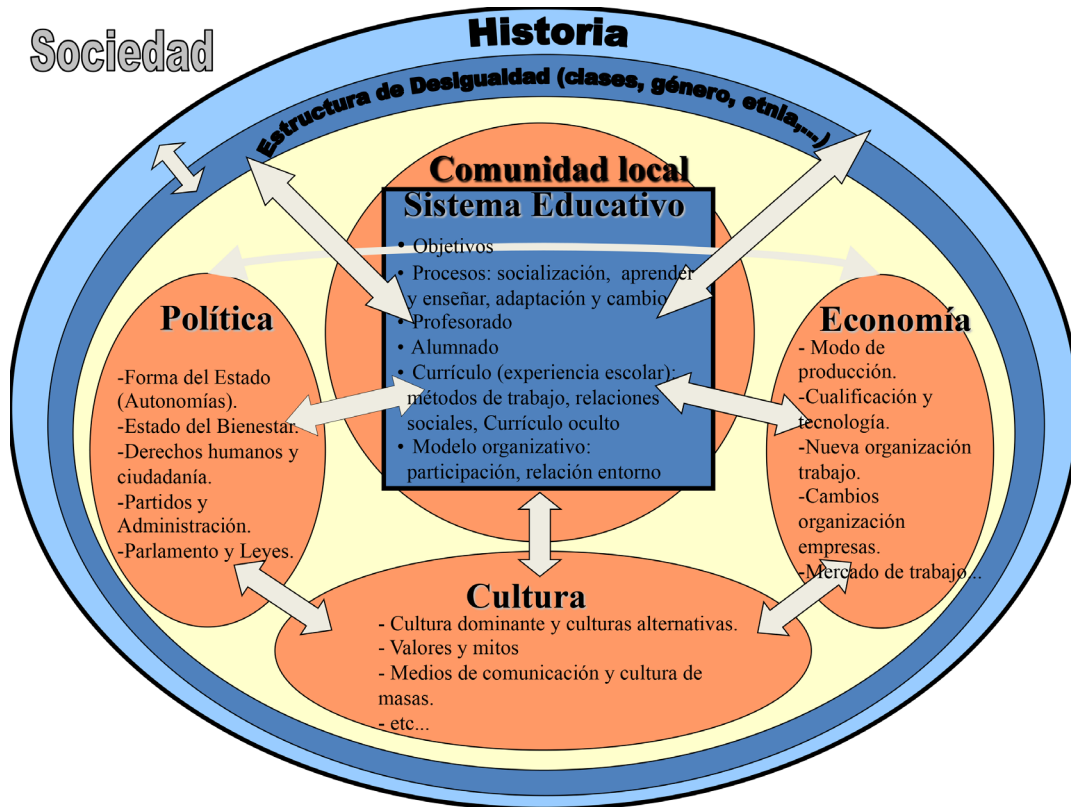 Sociedad
Historia
Estructura de Desigualdad (clases, género, etnia,...)
Comunidad local
Sistema Educativo
• Objetivos
• Procesos: socialización, aprender
y enseñar, adaptación y cambio
• Profesorado
• Alumnado
• Currículo (experiencia escolar):
métodos de trabajo, relaciones
sociales, Currículo oculto
• Modelo organizativo:
participación, relación entorno
Política
-Forma del Estado
(Autonomías).
-Estado del Bienestar.
-Derechos humanos y
ciudadanía.
-Partidos y
Administración.
-Parlamento y Leyes.
Economía
- Modo de
producción.
-Cualificación y
tecnología.
-Nueva organización
trabajo.
-Cambios
organización
empresas.
-Mercado de trabajo...
Cultura
- Cultura dominante y culturas alternativas.
- Valores y mitos
- Medios de comunicación y cultura de
masas.
- etc...